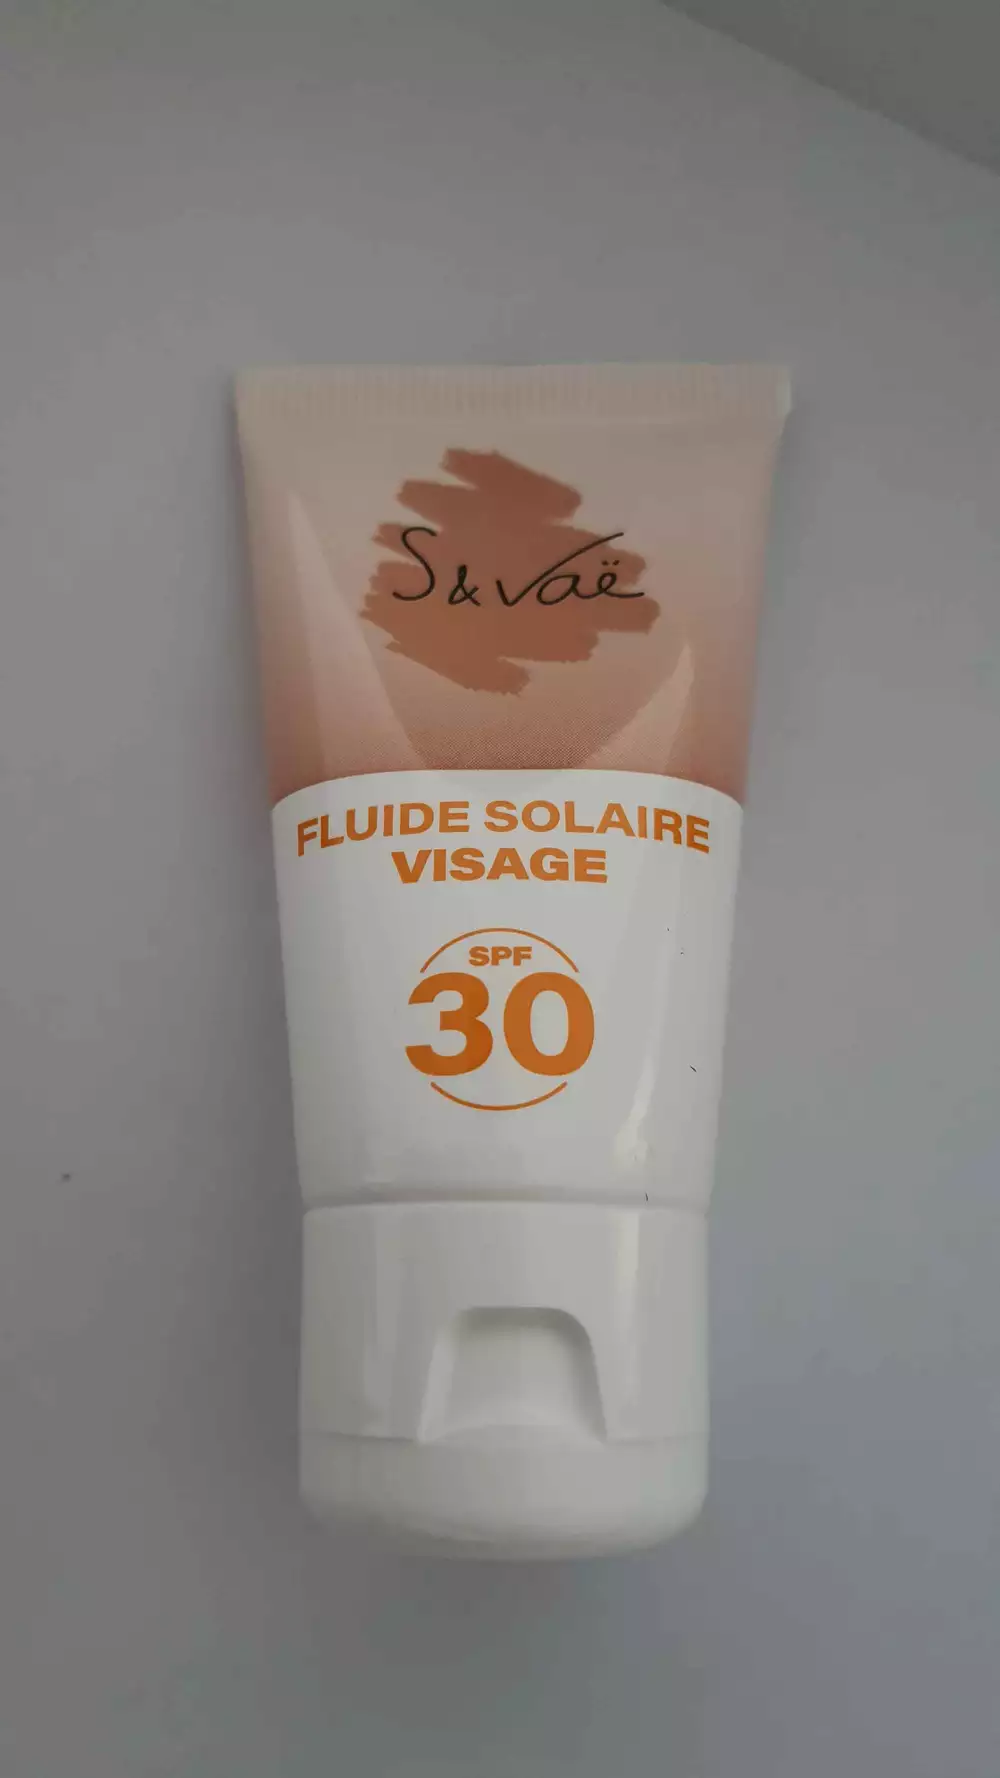 S & Vaë
FLUIDE SOLAIRE
VISAGE
SPF
30